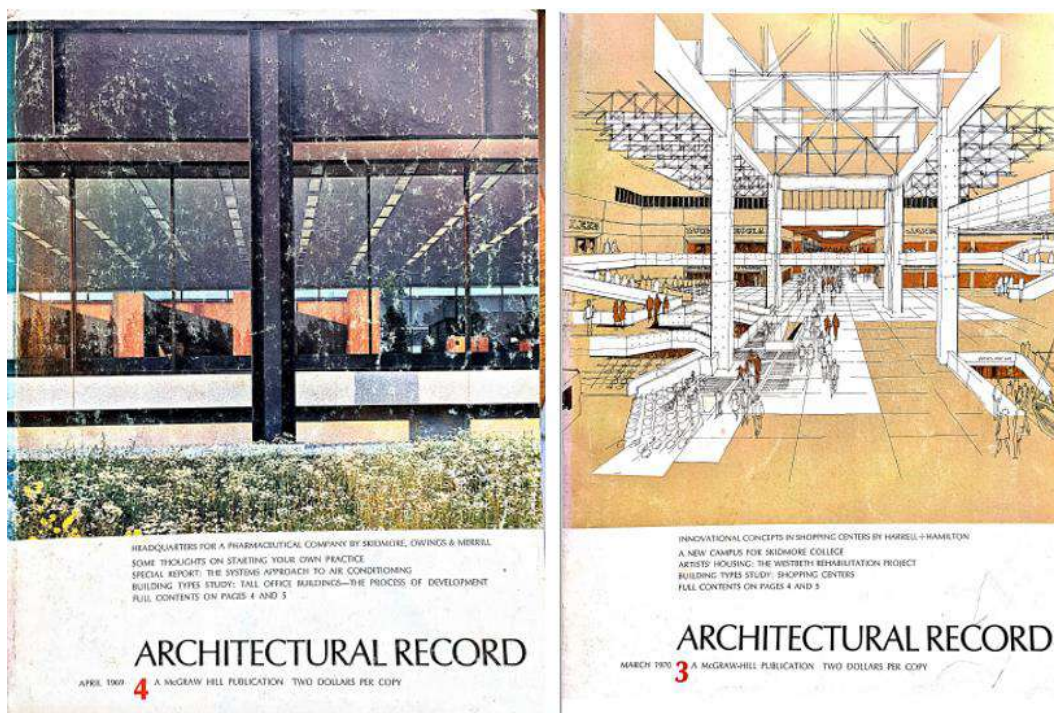 HEADQUARTERS FOR A PHARMACEUTICAL COMPANY BY SKIDMORE, OWINGS & MERRILL
SOME THOUGHTS ON STARTING YOUR OWN PRACTICE
SPECIAL REPORT: THE SYSTEMS APPROACH TO AIR CONDITIONING
BUILDING TYPES STUDY: TALL OFFICE BUILDINGS—THE PROCESS OF DEVELOPMENT
FULL CONTENTS ON PAGES 4 AND 5
ARCHITECTURAL RECORD
APRIL 1969 4 A McGRAW HILL PUBLICATION TWO DOLLARS PER COPY
INNOVATIONAL CONCEPTS IN SHOPPING CENTERS BY HARRELL + HAMILTON
A NEW CAMPUS FOR SKIDMORE COLLEGE
ARTISTS' HOUSING: THE WESTBETH REHABILITATION PROJECT
BUILDING TYPES STUDY: SHOPPING CENTERS
FULL CONTENTS ON PAGES 4 AND 5
ARCHITECTURAL RECORD
MARCH 1970 3 A McGRAW-HILL PUBLICATION TWO DOLLARS PER COPY